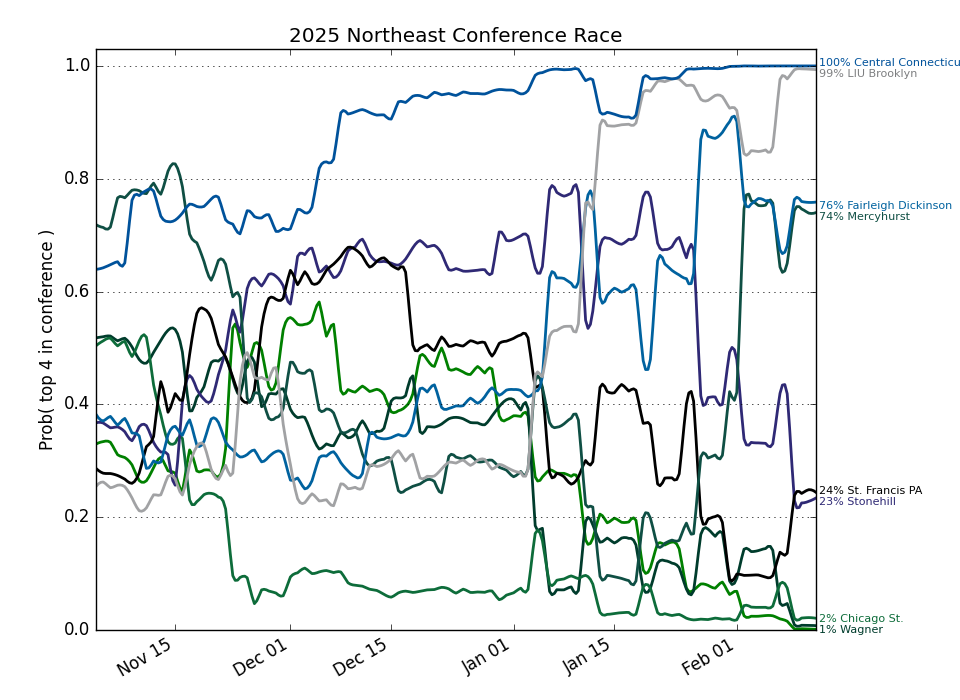 2025 Northeast Conference Race
Prob( top 4 in conference )
1.0
0.8
0.6
0.4
0.2
0.0
Nov 15
Dec 01
Dec 15
Jan 01
Jan 15
Feb 01
100% Central Connecticu
99% LIU Brooklyn
76% Fairleigh Dickinson
74% Mercyhurst
24% St. Francis PA
23% Stonehill
2% Chicago St.
1% Wagner